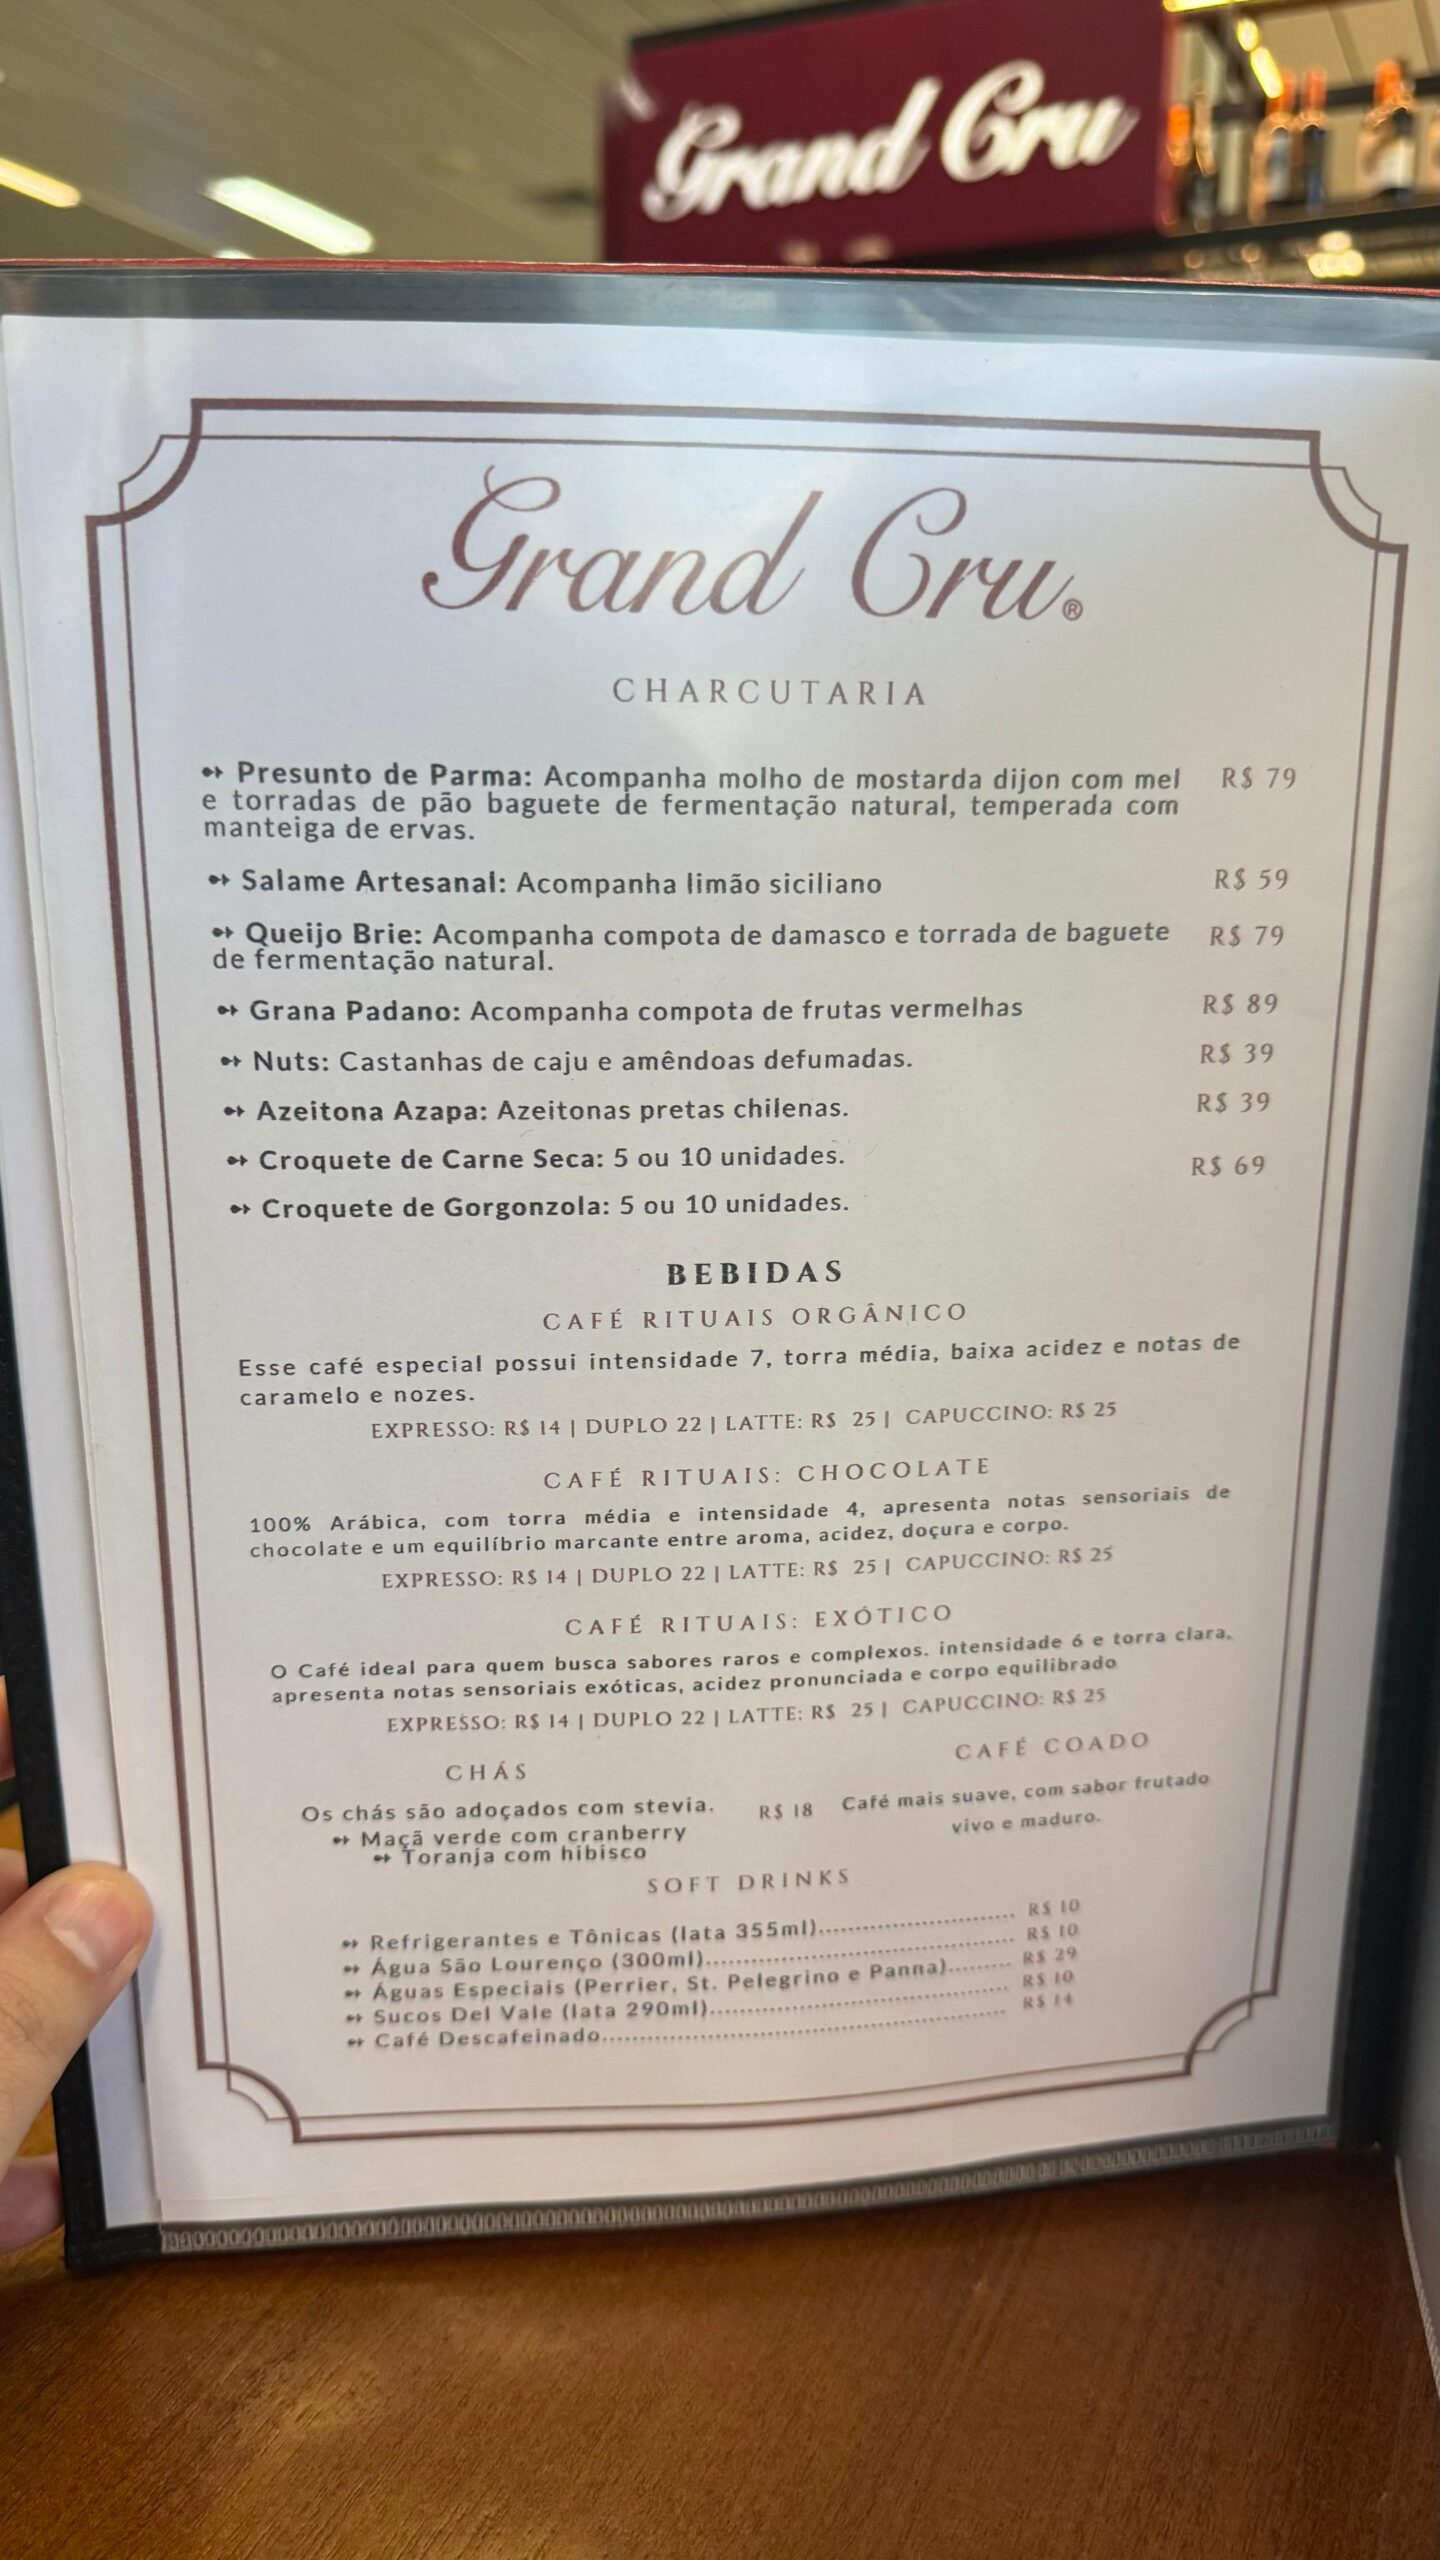 Grand Cru
Grand Cru®
CHARCUTARIA
➻ Presunto de Parma: Acompanha molho de mostarda dijon com mel R$ 79
e torradas de pão baguete de fermentação natural, temperada com
manteiga de ervas.
➻ Salame Artesanal: Acompanha limão siciliano R$ 59
➻ Queijo Brie: Acompanha compota de damasco e torrada de baguete R$ 79
de fermentação natural.
➻ Grana Padano: Acompanha compota de frutas vermelhas R$ 89
➻ Nuts: Castanhas de caju e amêndoas defumadas. R$ 39
➻ Azeitona Azapa: Azeitonas pretas chilenas. R$ 39
➻ Croquete de Carne Seca: 5 ou 10 unidades. R$ 69
➻ Croquete de Gorgonzola: 5 ou 10 unidades.
BEBIDAS
CAFÉ RITUAIS ORGÂNICO
Esse café especial possui intensidade 7, torra média, baixa acidez e notas de
caramelo e nozes.
EXPRESSO: R$ 14 | DUPLO 22 | LATTE: R$ 25 | CAPUCCINO: R$ 25
CAFÉ RITUAIS: CHOCOLATE
100% Arábica, com torra média e intensidade 4, apresenta notas sensoriais de
chocolate e um equilíbrio marcante entre aroma, acidez, doçura e corpo.
EXPRESSO: R$ 14 | DUPLO 22 | LATTE: R$ 25 | CAPUCCINO: R$ 25
CAFÉ RITUAIS: EXÓTICO
O Café ideal para quem busca sabores raros e complexos. intensidade 6 e torra clara,
apresenta notas sensoriais exóticas, acidez pronunciada e corpo equilibrado
EXPRESSO: R$ 14 | DUPLO 22 | LATTE: R$ 25 | CAPUCCINO: R$ 25
CHÁS
Os chás são adoçados com stevia. R$ 18
➻ Maçã verde com cranberry
➻ Toranja com hibisco
CAFÉ COADO
Café mais suave, com sabor frutado
vivo e maduro.
SOFT DRINKS
➻ Refrigerantes e Tônicas (lata 355ml)........................ R$ 10
➻ Água São Lourenço (300ml)........................ R$ 10
➻ Águas Especiais (Perrier, St. Pelegrino e Panna)......... R$ 29
➻ Sucos Del Vale (lata 290ml)........................ R$ 10
➻ Café Descafeinado........................ R$ 14